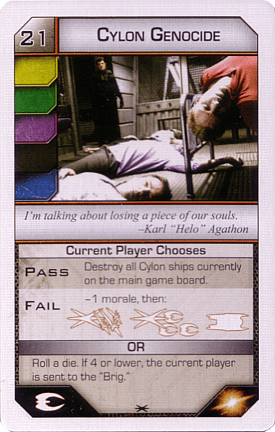 21
CYLON GENOCIDE
I'm talking about losing a piece of our souls.
–Karl "Helo" Agathon
Current Player Chooses
PASS Destroy all Cylon ships currently
on the main game board.
FAIL –1 morale, then:
OR
Roll a die. If 4 or lower, the current player
is sent to the "Brig."